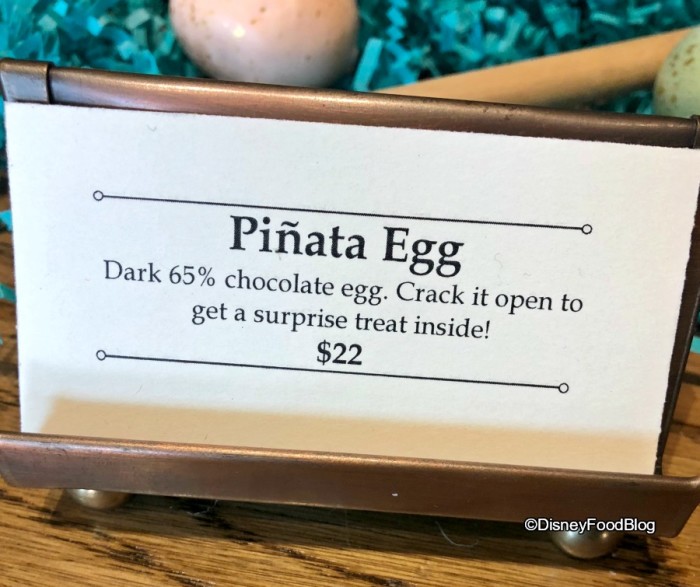 Piñata Egg
Dark 65% chocolate egg. Crack it open to
get a surprise treat inside!
$22
©DisneyFoodBlog